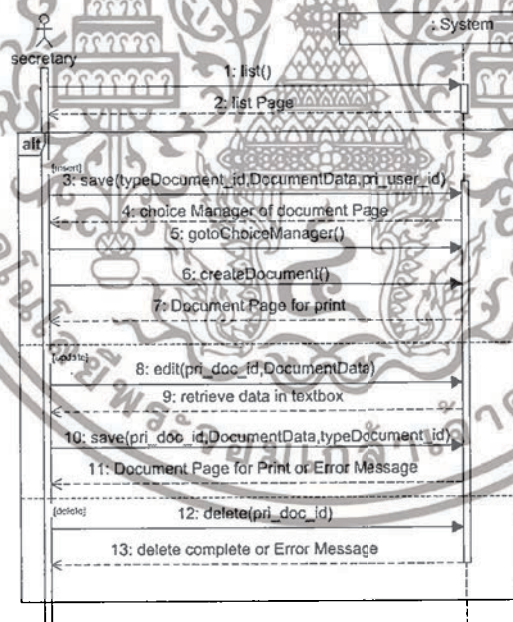 : System
secretary
1: list()
2: list Page
alt
[insert]
3: save(typeDocument_id,DocumentData,pri_user_id)
4: choice Manager of document Page
5: gotoChoiceManager()
6: createDocument()
7: Document Page for print
[update]
8: edit(pri_doc_id,DocumentData)
9: retrieve data in textbox
10: save(pri_doc_id,DocumentData,typeDocument_id)
11: Document Page for Print or Error Message
[delete]
12: delete(pri_doc_id)
13: delete complete or Error Message